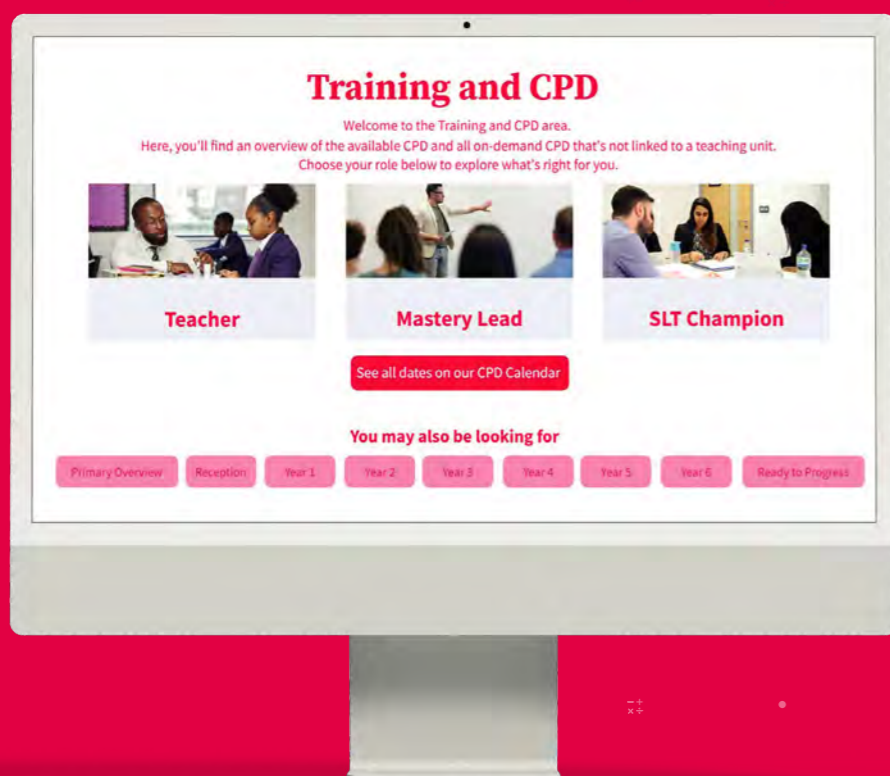 Training and CPD
Welcome to the Training and CPD area.
Here, you'll find an overview of the available CPD and all on-demand CPD that's not linked to a teaching unit.
Choose your role below to explore what's right for you.
Teacher
Mastery Lead
SLT Champion
See all dates on our CPD Calendar
You may also be looking for
Primary Overview
Reception
Year 1
Year 2
Year 3
Year 4
Year 5
Year 6
Ready to Progress